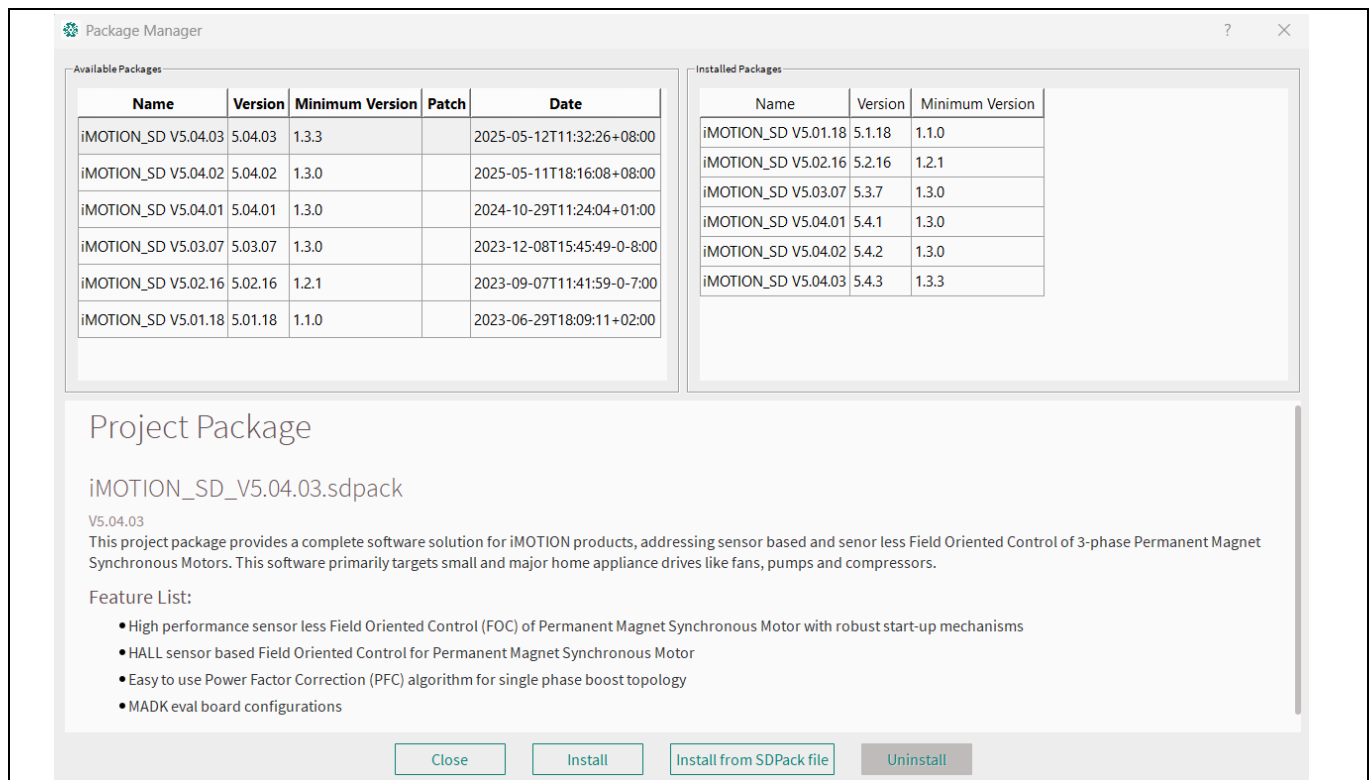 Package Manager
?
Available Packages
Name Version Minimum Version Patch Date
iMOTION_SD V5.04.03 5.04.03 1.3.3 2025-05-12T11:32:26+08:00
iMOTION_SD V5.04.02 5.04.02 1.3.0 2025-05-11T18:16:08+08:00
iMOTION_SD V5.04.01 5.04.01 1.3.0 2024-10-29T11:24:04+01:00
iMOTION_SD V5.03.07 5.03.07 1.3.0 2023-12-08T15:45:49-0-8:00
iMOTION_SD V5.02.16 5.02.16 1.2.1 2023-09-07T11:41:59-0-7:00
iMOTION_SD V5.01.18 5.01.18 1.1.0 2023-06-29T18:09:11+02:00
Installed Packages
Name Version Minimum Version
iMOTION_SD V5.01.18 5.1.18 1.1.0
iMOTION_SD V5.02.16 5.2.16 1.2.1
iMOTION_SD V5.03.07 5.3.7 1.3.0
iMOTION_SD V5.04.01 5.4.1 1.3.0
iMOTION_SD V5.04.02 5.4.2 1.3.0
iMOTION_SD V5.04.03 5.4.3 1.3.3
Project Package
iMOTION_SD_V5.04.03.sdpack
V5.04.03
This project package provides a complete software solution for iMOTION products, addressing sensor based and senor less Field Oriented Control of 3-phase Permanent Magnet
Synchronous Motors. This software primarily targets small and major home appliance drives like fans, pumps and compressors.
Feature List:
• High performance sensor less Field Oriented Control (FOC) of Permanent Magnet Synchronous Motor with robust start-up mechanisms
• HALL sensor based Field Oriented Control for Permanent Magnet Synchronous Motor
• Easy to use Power Factor Correction (PFC) algorithm for single phase boost topology
• MADK eval board configurations
Close Install Install from SDPack file Uninstall